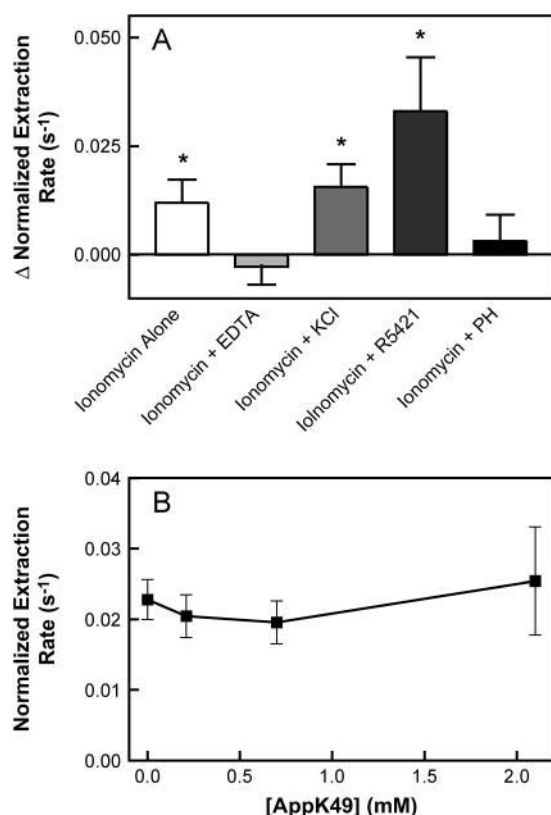 A
Δ Normalized Extraction
Rate (s-1)
0.050
0.025
0.000
*
*
*
Ionomycin Alone
Ionomycin + EDTA
Ionomycin + KCl
Iolnomycin + R5421
Ionomycin + PH
B
Normalized Extraction
Rate (s-1)
0.04
0.03
0.02
0.01
0.00
0.0 0.5 1.0 1.5 2.0
[AppK49] (mM)